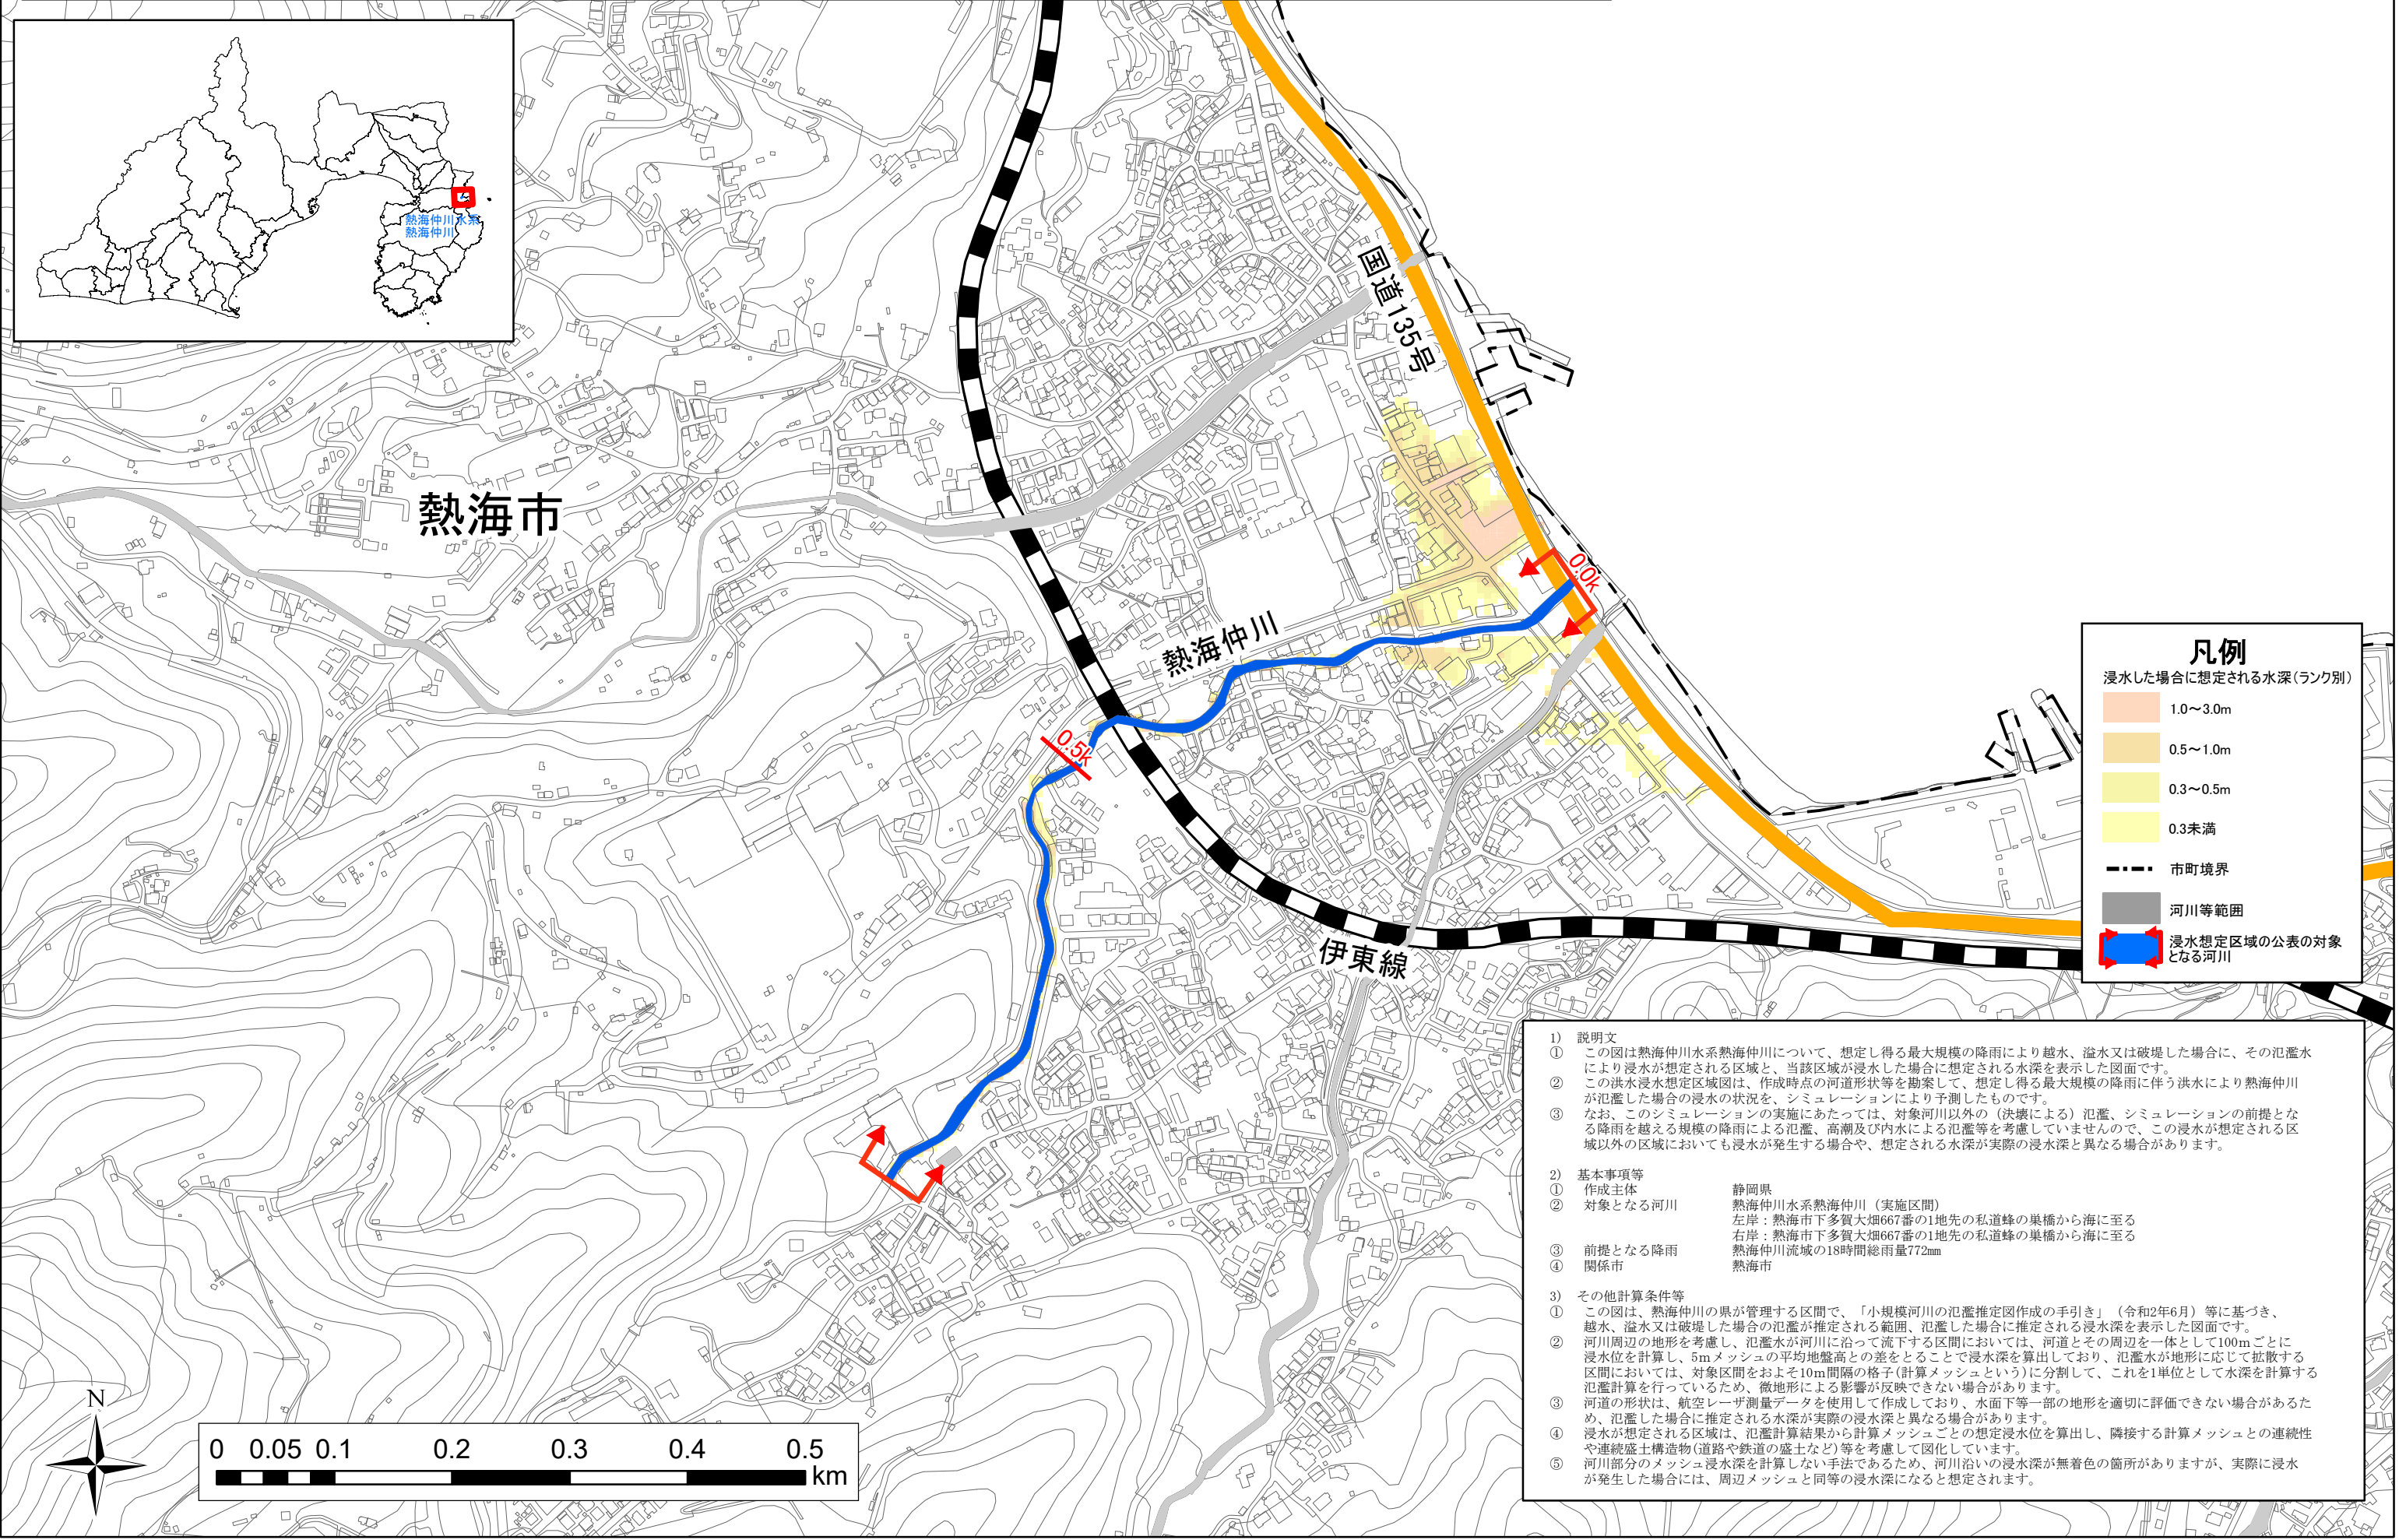 熱海仲川水系
熱海仲川
国道135号
熱海市
0.0k
熱海仲川
0.5k
伊東線
凡例
浸水した場合に想定される水深(ランク別)
1.0～3.0m
0.5～1.0m
0.3～0.5m
0.3未満
市町境界
河川等範囲
浸水想定区域の公表の対象
となる河川
1) 説明文
① この図は熱海仲川水系熱海仲川について、想定し得る最大規模の降雨により越水、溢水又は破堤した場合に、その氾濫水
により浸水が想定される区域と、当該区域が浸水した場合に想定される水深を表示した図面です。
② この洪水浸水想定区域図は、作成時点の河道形状等を勘案して、想定し得る最大規模の降雨に伴う洪水により熱海仲川
が氾濫した場合の浸水の状況を、シミュレーションにより予測したものです。
③ なお、このシミュレーションの実施にあたっては、対象河川以外の（決壊による）氾濫、シミュレーションの前提とな
る降雨を越える規模の降雨による氾濫、高潮及び内水による氾濫等を考慮していませんので、この浸水が想定される区
域以外の区域においても浸水が発生する場合や、想定される水深が実際の浸水深と異なる場合があります。
2) 基本事項等
① 作成主体 静岡県
② 対象となる河川 熱海仲川水系熱海仲川（実施区間）
左岸：熱海市下多賀大畑667番の1地先の私道蜂の巣橋から海に至る
右岸：熱海市下多賀大畑667番の1地先の私道蜂の巣橋から海に至る
③ 前提となる降雨 熱海仲川流域の18時間総雨量772mm
④ 関係市 熱海市
3) その他計算条件等
① この図は、熱海仲川の県が管理する区間で、「小規模河川の氾濫推定図作成の手引き」（令和2年6月）等に基づき、
越水、溢水又は破堤した場合の氾濫が推定される範囲、氾濫した場合に推定される浸水深を表示した図面です。
② 河川周辺の地形を考慮し、氾濫水が河川に沿って流下する区間においては、河道とその周辺を一体として100mごとに
浸水位を計算し、5mメッシュの平均地盤高との差をとることで浸水深を算出しており、氾濫水が地形に応じて拡散する
区間においては、対象区間をおよそ10m間隔の格子(計算メッシュという)に分割して、これを1単位として水深を計算する
氾濫計算を行っているため、微地形による影響が反映できない場合があります。
③ 河道の形状は、航空レーザ測量データを使用して作成しており、水面下等一部の地形を適切に評価できない場合があるた
め、氾濫した場合に推定される水深が実際の浸水深と異なる場合があります。
④ 浸水が想定される区域は、氾濫計算結果から計算メッシュごとの想定浸水位を算出し、隣接する計算メッシュとの連続性
や連続盛土構造物(道路や鉄道の盛土など)等を考慮して図化しています。
⑤ 河川部分のメッシュ浸水深を計算しない手法であるため、河川沿いの浸水深が無着色の箇所がありますが、実際に浸水
が発生した場合には、周辺メッシュと同等の浸水深になると想定されます。
N
0 0.05 0.1 0.2 0.3 0.4 0.5
km